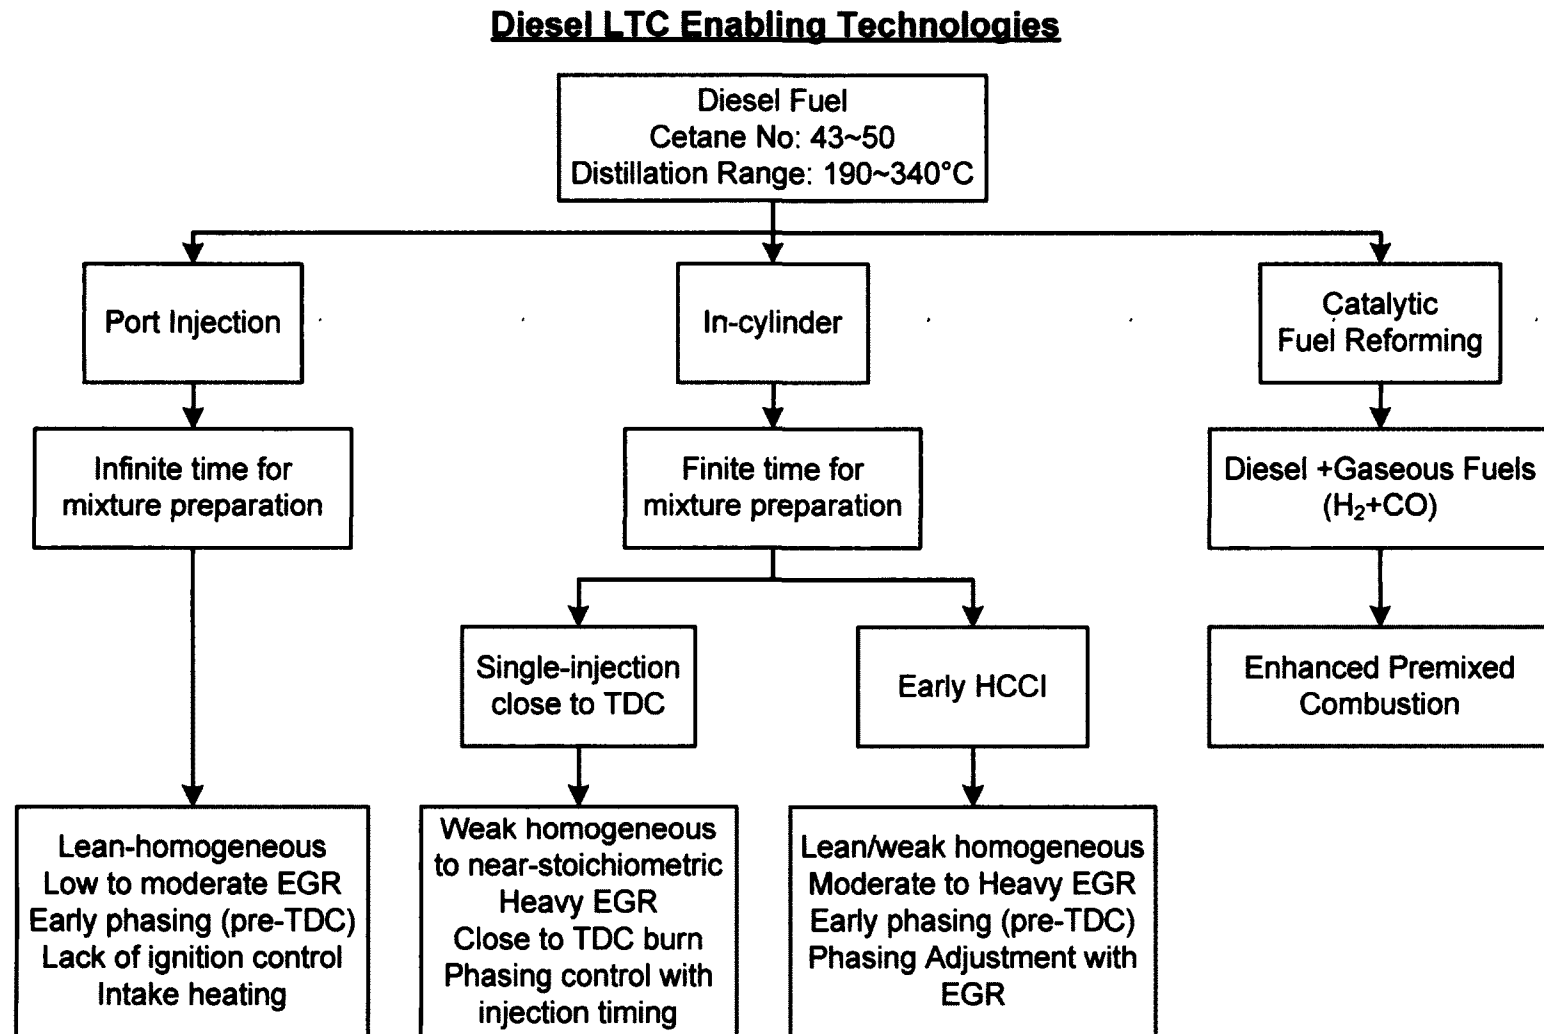 Diesel LTC Enabling Technologies
Diesel Fuel
Cetane No: 43~50
Distillation Range: 190~340°C
Port Injection
In-cylinder
Catalytic
Fuel Reforming
Infinite time for
mixture preparation
Finite time for
mixture preparation
Diesel +Gaseous Fuels
(H₂+CO)
Single-injection
close to TDC
Early HCCI
Enhanced Premixed
Combustion
Lean-homogeneous
Low to moderate EGR
Early phasing (pre-TDC)
Lack of ignition control
Intake heating
Weak homogeneous
to near-stoichiometric
Heavy EGR
Close to TDC burn
Phasing control with
injection timing
Lean/weak homogeneous
Moderate to Heavy EGR
Early phasing (pre-TDC)
Phasing Adjustment with
EGR